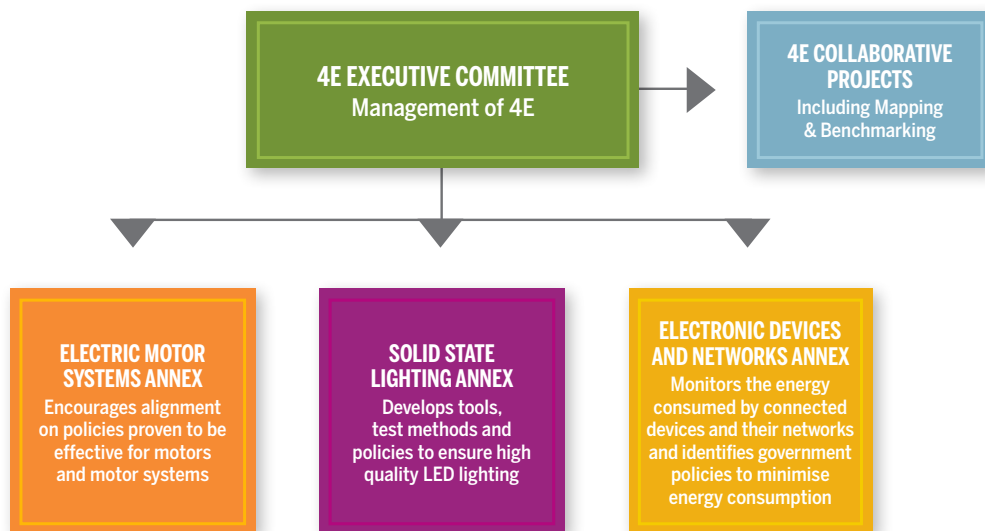 4E EXECUTIVE COMMITTEE
Management of 4E
4E COLLABORATIVE
PROJECTS
Including Mapping
& Benchmarking
ELECTRIC MOTOR
SYSTEMS ANNEX
Encourages alignment
on policies proven to be
effective for motors
and motor systems
SOLID STATE
LIGHTING ANNEX
Develops tools,
test methods and
policies to ensure high
quality LED lighting
ELECTRONIC DEVICES
AND NETWORKS ANNEX
Monitors the energy
consumed by connected
devices and their networks
and identifies government
policies to minimise
energy consumption